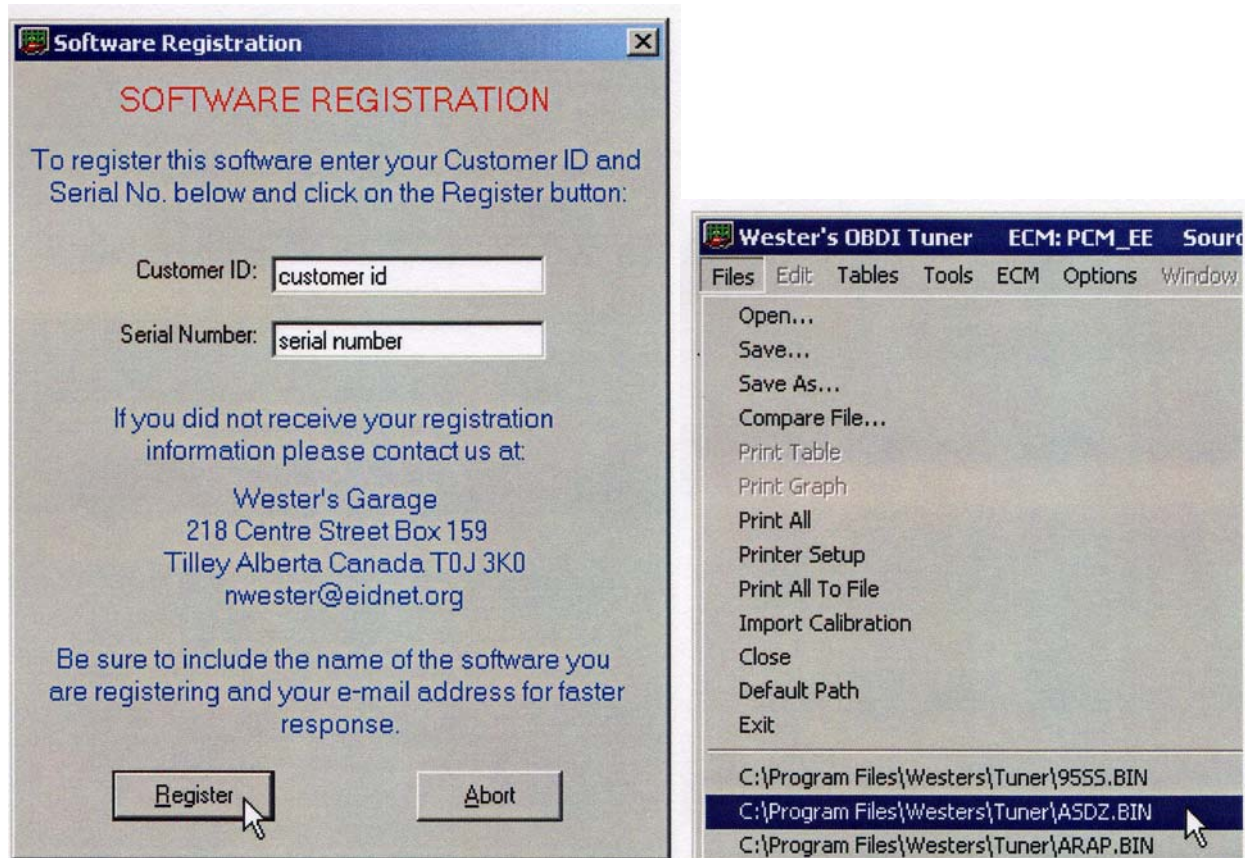 Software Registration
SOFTWARE REGISTRATION
To register this software enter your Customer ID and
Serial No. below and click on the Register button:
Customer ID: customer id
Serial Number: serial number
If you did not receive your registration
information please contact us at:
Wester's Garage
218 Centre Street Box 159
Tilley Alberta Canada T0J 3K0
nwester@eidnet.org
Be sure to include the name of the software you
are registering and your e-mail address for faster
response.
Register Abort
Wester's OBDI Tuner ECM: PCM_EE Sourc
Files Edit Tables Tools ECM Options Window
Open...
Save...
Save As...
Compare File...
Print Table
Print Graph
Print All
Printer Setup
Print All To File
Import Calibration
Close
Default Path
Exit
C:\Program Files\Westers\Tuner\95SS.BIN
C:\Program Files\Westers\Tuner\ASDZ.BIN
C:\Program Files\Westers\Tuner\ARAP.BIN